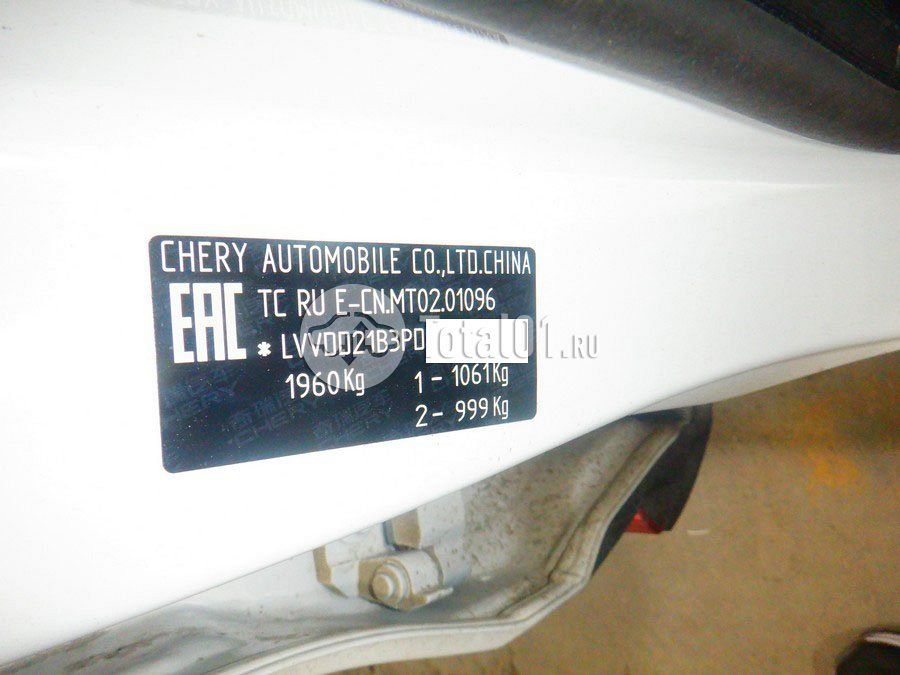 CHERY AUTOMOBILE CO.,LTD.CHINA
EAC TC RU E-CN.MT02.01096
* LVVDD21B3PD
Total01.RU
1960Kg 1 - 1061Kg
2 - 999Kg